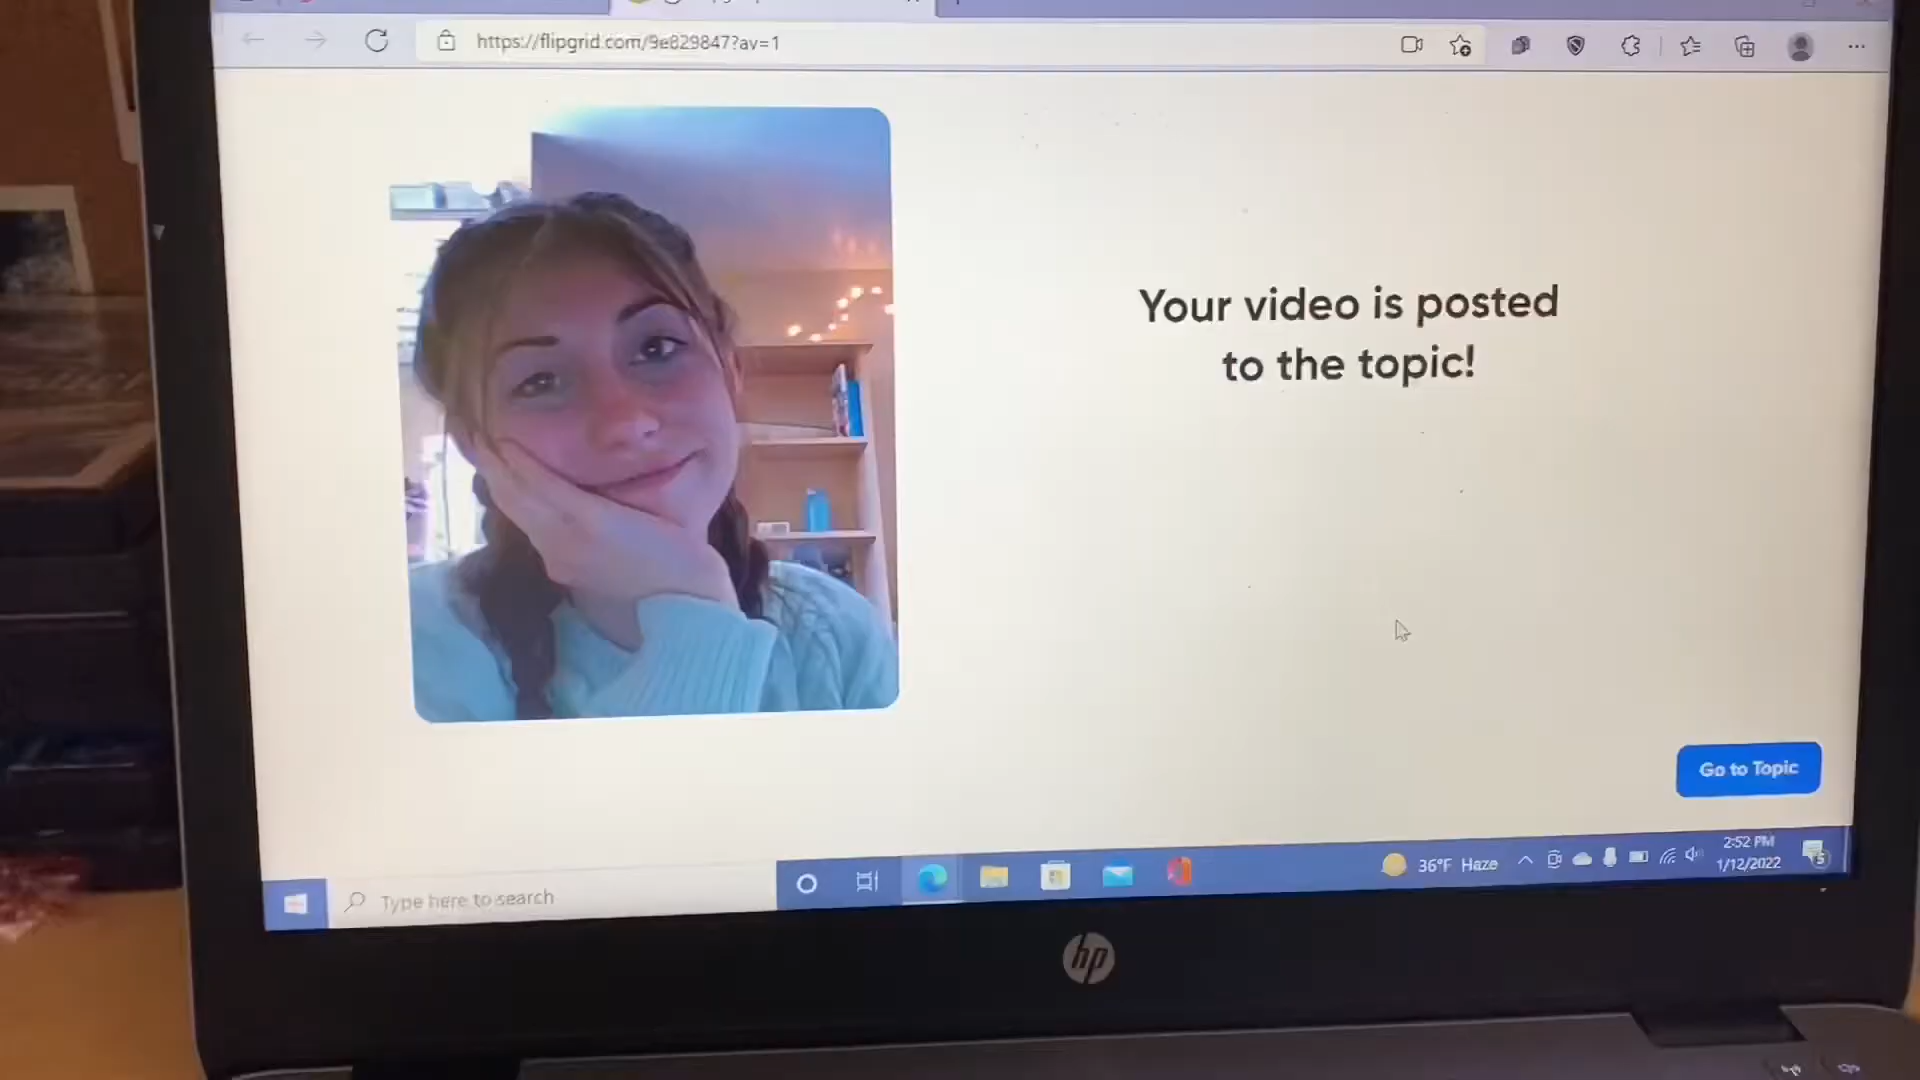 https://flipgrid.com/9e829847?av=1
Your video is posted
to the topic!
Go to Topic
Type here to search
36°F Haze
2:52 PM
1/12/2022
5
hp